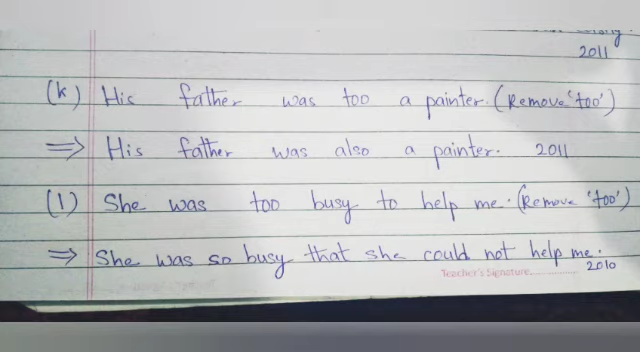 2011
(k) His father was too a painter. (Remove 'too')
⇒ His father was also a painter. 2011
(l) She was too busy to help me. (Remove 'too')
⇒ She was so busy that she could not help me.
Teacher's Signature.................
2010